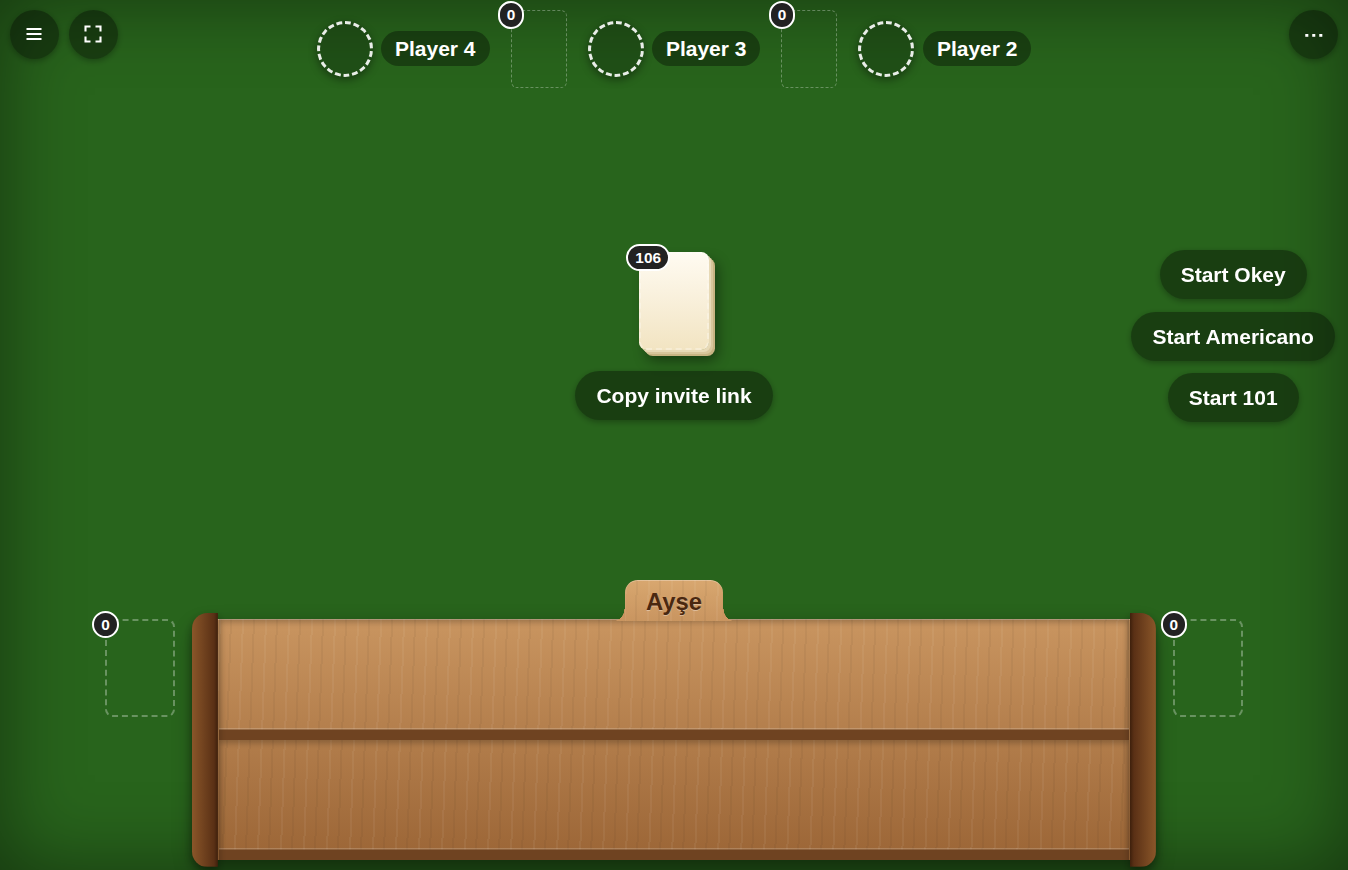 Player 4
0
Player 3
0
Player 2
106
Copy invite link
Start Okey
Start Americano
Start 101
Ayşe
0
0